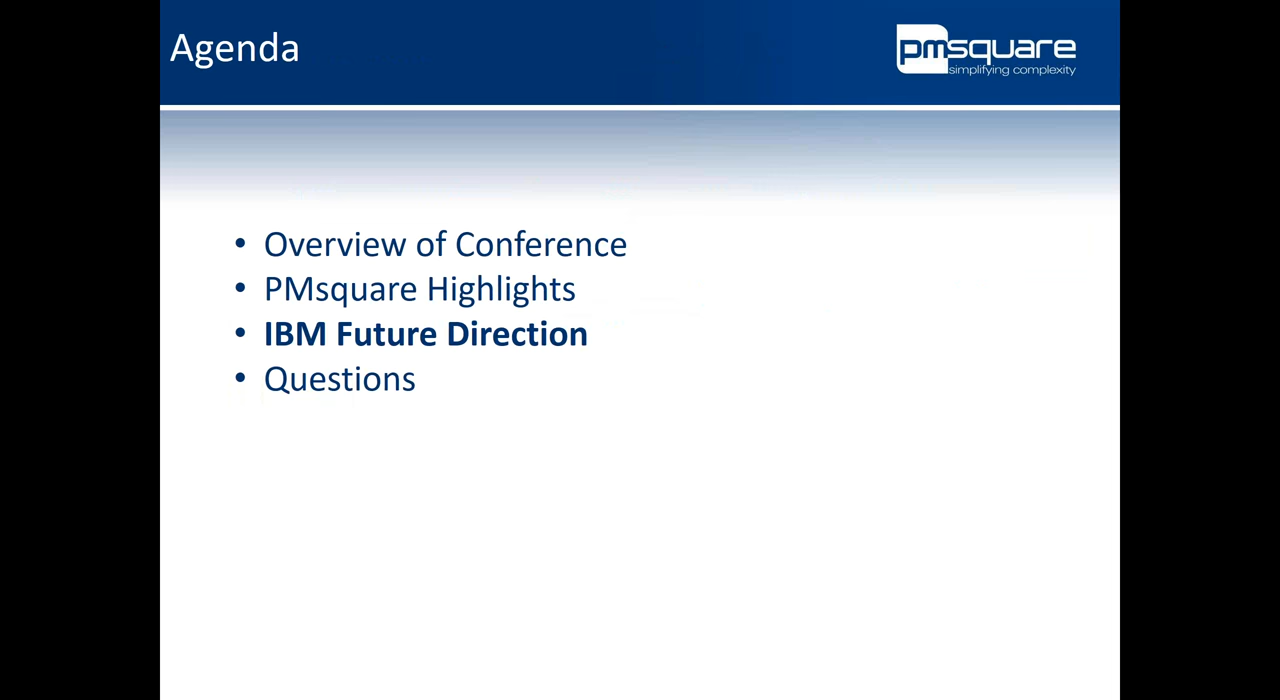 Agenda
pmsquare
simplifying complexity
• Overview of Conference
• PMsquare Highlights
• IBM Future Direction
• Questions